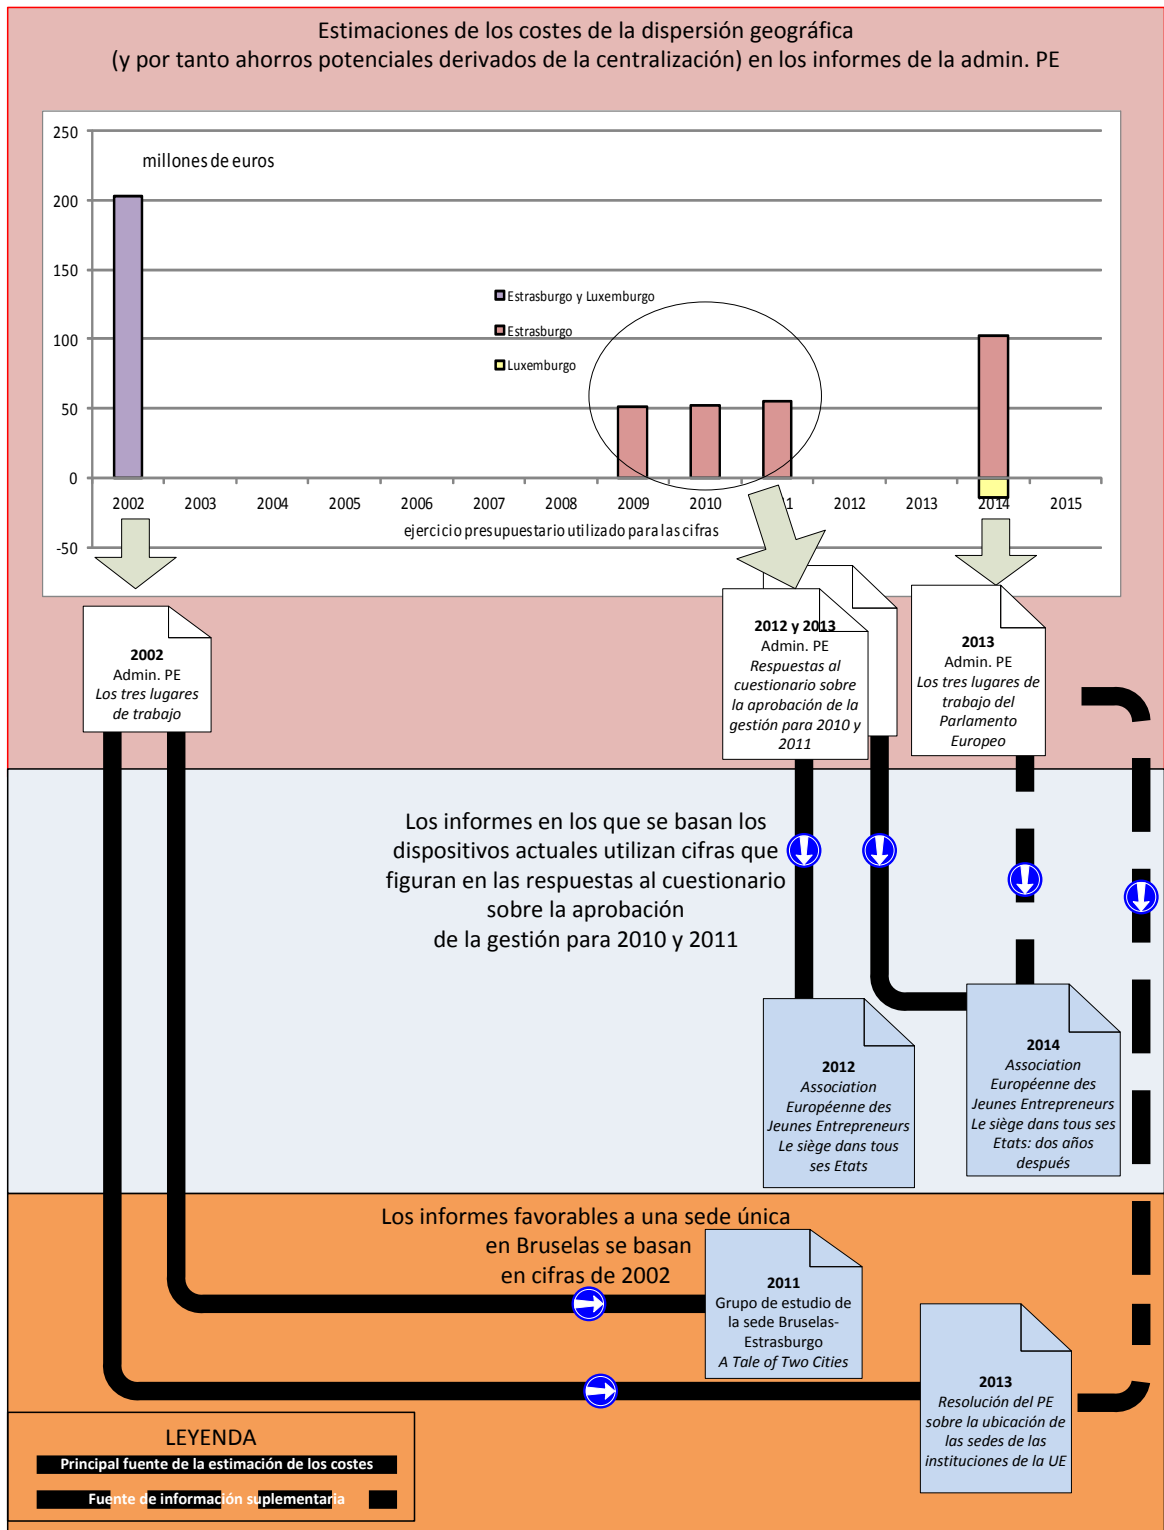 Estimaciones de los costes de la dispersión geográfica
(y por tanto ahorros potenciales derivados de la centralización) en los informes de la admin. PE
250
200
150
100
50
0
-50
millones de euros
Estrasburgo y Luxemburgo
Estrasburgo
Luxemburgo
2002 2003 2004 2005 2006 2007 2008 2009 2010 11 2012 2013 2014 2015
ejercicio presupuestario utilizado para las cifras
2002
Admin. PE
Los tres lugares
de trabajo
2012 y 2013
Admin. PE
Respuestas al
cuestionario sobre
la aprobación de la
gestión para 2010 y
2011
2013
Admin. PE
Los tres lugares de
trabajo del
Parlamento
Europeo
Los informes en los que se basan los
dispositivos actuales utilizan cifras que
figuran en las respuestas al cuestionario
sobre la aprobación
de la gestión para 2010 y 2011
2012
Association
Européenne des
Jeunes Entrepreneurs
Le siège dans tous
ses Etats
2014
Association
Européenne des
Jeunes Entrepreneurs
Le siège dans tous ses
Etats: dos años
después
Los informes favorables a una sede única
en Bruselas se basan
en cifras de 2002
2011
Grupo de estudio de
la sede Bruselas-
Estrasburgo
A Tale of Two Cities
2013
Resolución del PE
sobre la ubicación de
las sedes de las
instituciones de la UE
LEYENDA
Principal fuente de la estimación de los costes
Fuente de información suplementaria